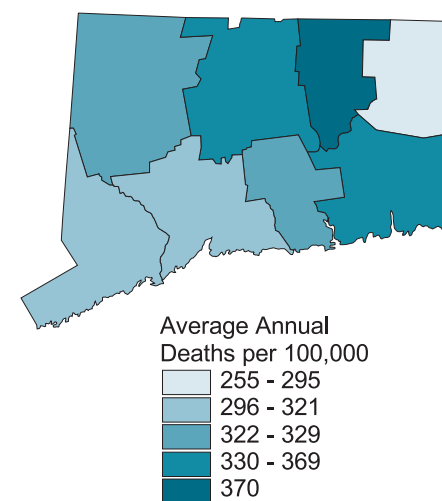 Average Annual
Deaths per 100,000
255 - 295
296 - 321
322 - 329
330 - 369
370